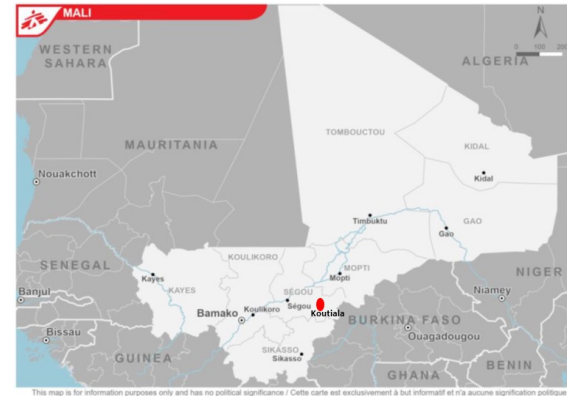 MALI
N
0 100 200
WESTERN
SAHARA
ALGERIA
TOMBOUCTOU
MAURITANIA
KIDAL
Kidal
Nouakchott
Timbuktu
GAO
Gao
KOULIKORO
SENEGAL
MOPTI
Mopti
Kayes
KAYES
NIGER
SÉGOU
Ségou
Niamey
Banjul
Koulikoro
Koutiala
Bamako
BURKINA FASO
Bissau
Ouagadougou
SIKASSO
Sikasso
GUINEA
BENIN
GHANA
This map is for information purposes only and has no political significance / Cette carte est exclusivement à but informatif et n'a aucune signification politique